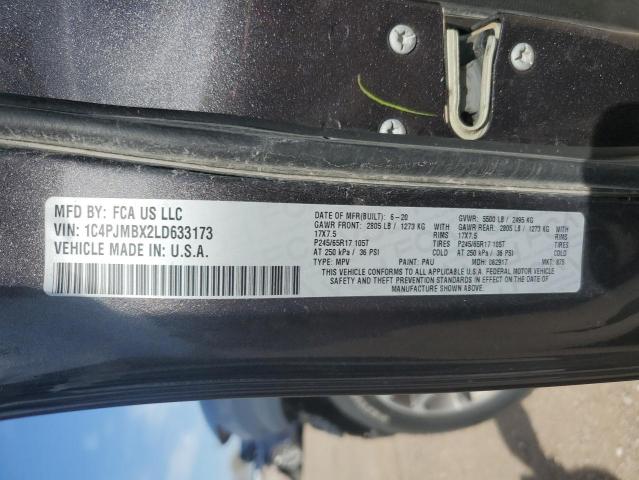 MFD BY: FCA US LLC
VIN: 1C4PJMBX2LD633173
VEHICLE MADE IN U.S.A.
DATE OF MFR(BUILT): 6-20 GVWR: 5500 LB / 2495 KG
GAWR FRONT: 2805 LB / 1273 KG WITH GAWR REAR: 2805 LB / 1273 KG WITH
17X7.5 RIMS 17X7.5 RIMS
P245/65R17 105T P245/65R17 105T
AT 250 kPa / 36 PSI AT 250 kPa / 36 PSI
TYPE: MPV PAINT: PAU MDH: 062917 MKT: 875
THIS VEHICLE CONFORMS TO ALL APPLICABLE U.S.A. FEDERAL MOTOR VEHICLE
SAFETY AND THEFT PREVENTION STANDARDS IN EFFECT ON THE DATE OF
MANUFACTURE SHOWN ABOVE.